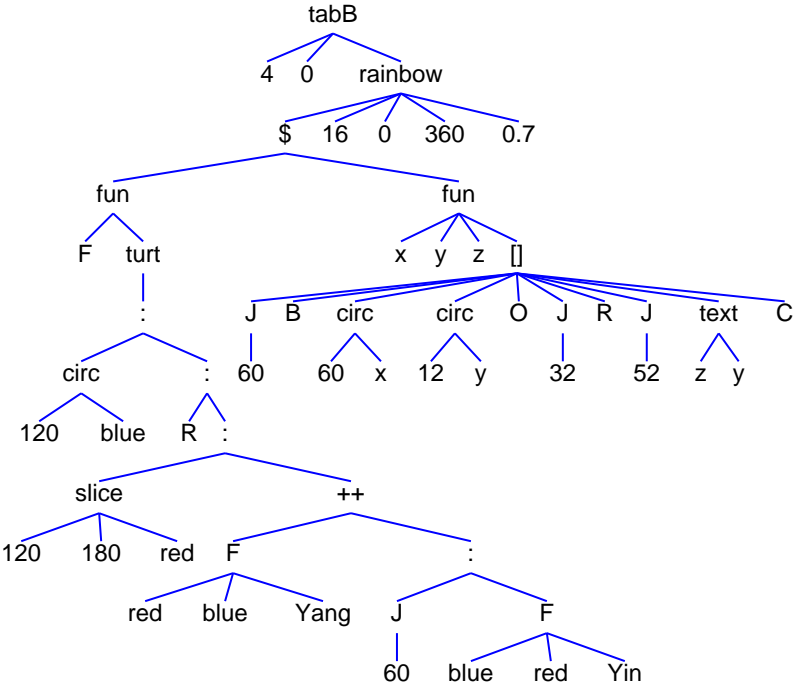 tabB
4 0 rainbow
$ 16 0 360 0.7
fun fun
F turt x y z []
: J B circ circ O J R J text C
circ : 60 60 x 12 y 32 52 z y
120 blue R :
slice ++
120 180 red F :
red blue Yang J F
60 blue red Yin